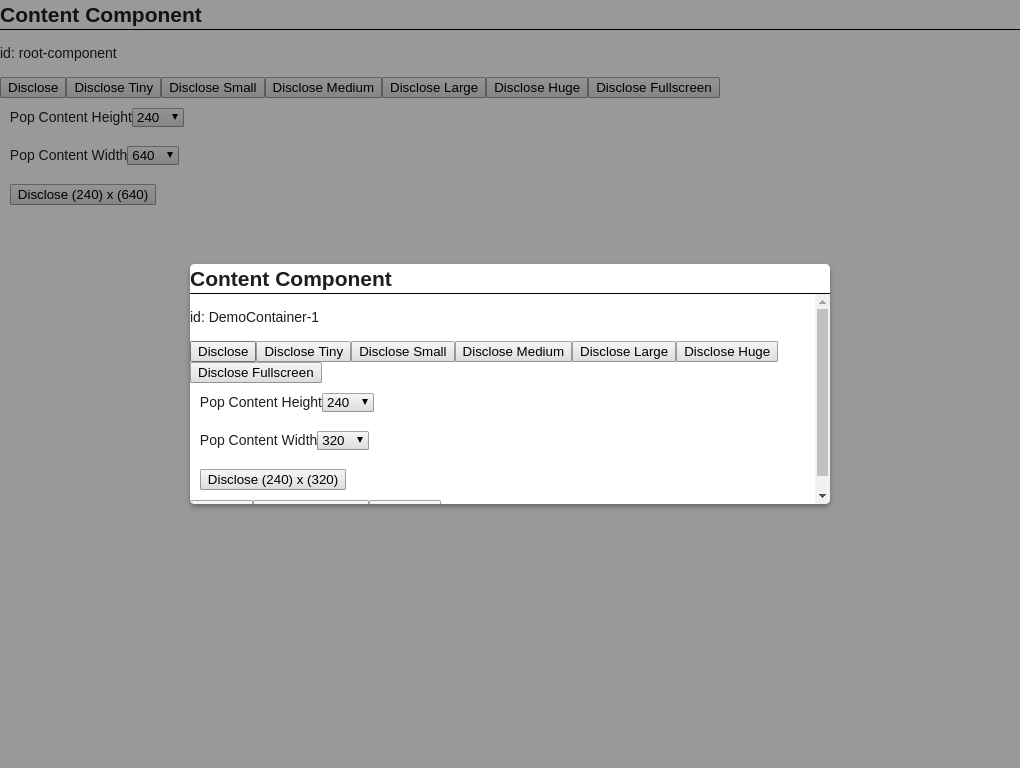 Content Component
id: root-component
Disclose Disclose Tiny Disclose Small Disclose Medium Disclose Large Disclose Huge Disclose Fullscreen
Pop Content Height 240
Pop Content Width 640
Disclose (240) x (640)
Content Component
id: DemoContainer-1
Disclose Disclose Tiny Disclose Small Disclose Medium Disclose Large Disclose Huge
Disclose Fullscreen
Pop Content Height 240
Pop Content Width 320
Disclose (240) x (320)